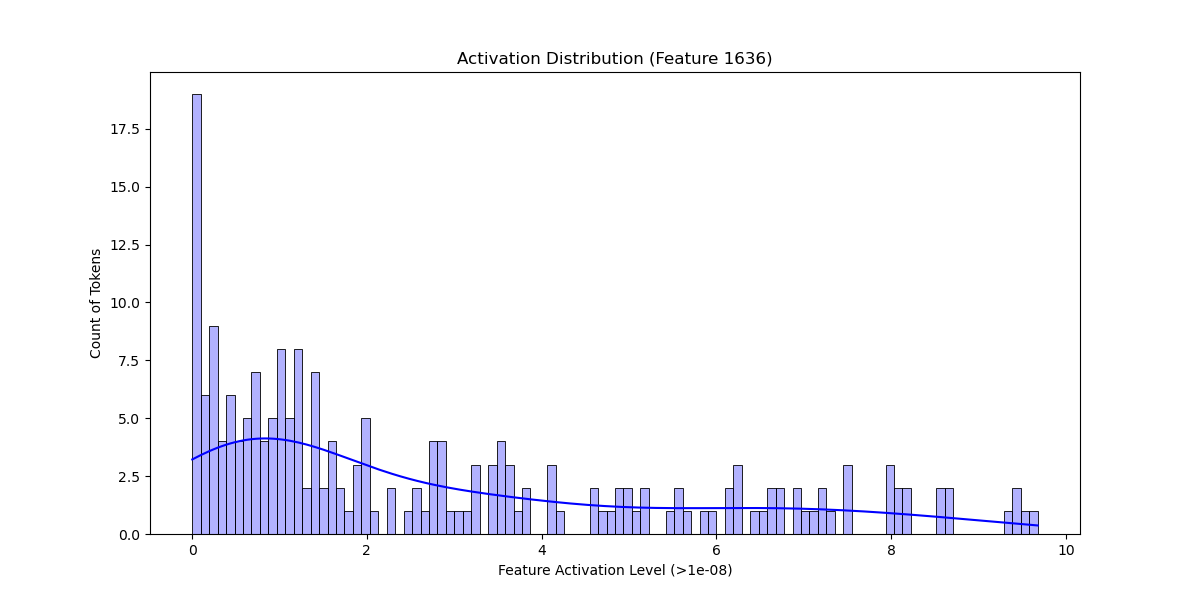 Activation Distribution (Feature 1636)
Count of Tokens
17.5
15.0
12.5
10.0
7.5
5.0
2.5
0.0
0 2 4 6 8 10
Feature Activation Level (>1e-08)